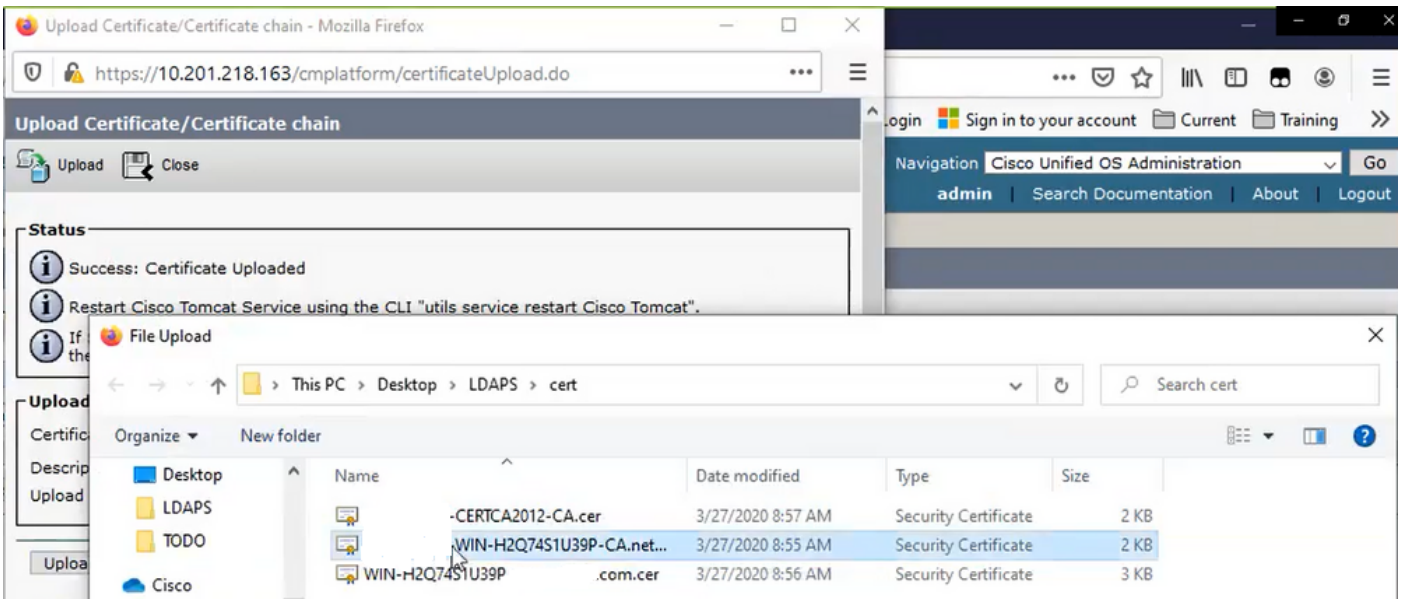 Upload Certificate/Certificate chain - Mozilla Firefox
https://10.201.218.163/cmplatform/certificateUpload.do
Upload Certificate/Certificate chain
Upload Close
Status
Success: Certificate Uploaded
Restart Cisco Tomcat Service using the CLI "utils service restart Cisco Tomcat".
If
the
Upload
Certific
Descrip
Upload
Uploa
.ogin Sign in to your account Current Training
Navigation Cisco Unified OS Administration Go
admin | Search Documentation | About | Logout
File Upload
This PC > Desktop > LDAPS > cert
Search cert
Organize New folder
Desktop
LDAPS
TODO
Cisco
Name Date modified Type Size
-CERTCA2012-CA.cer 3/27/2020 8:57 AM Security Certificate 2 KB
-WIN-H2Q74S1U39P-CA.net... 3/27/2020 8:55 AM Security Certificate 2 KB
WIN-H2Q74S1U39P .com.cer 3/27/2020 8:56 AM Security Certificate 3 KB